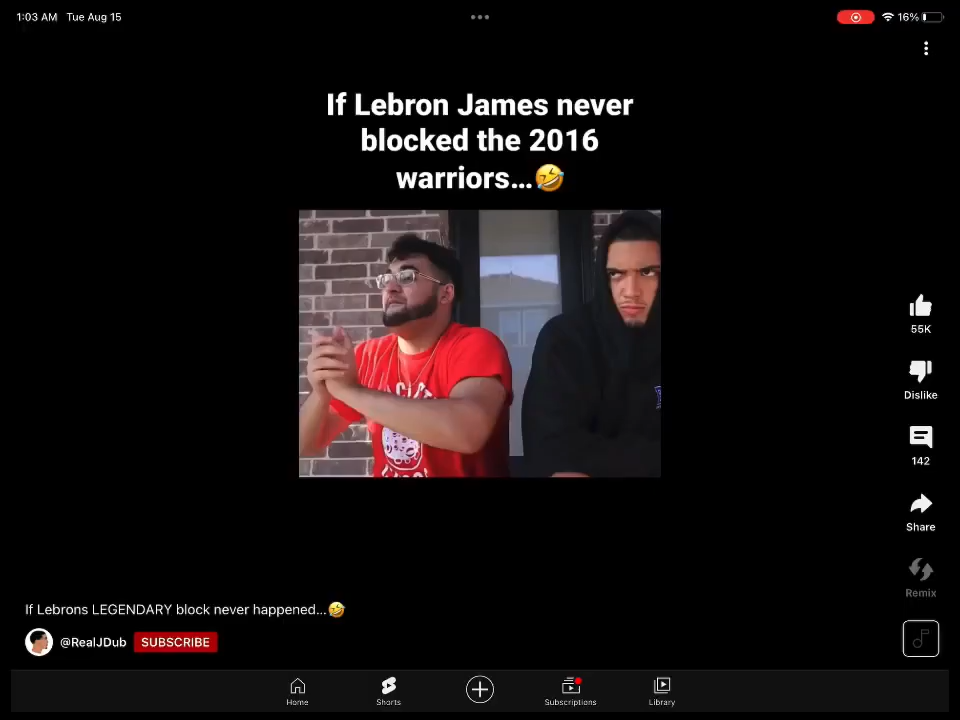 1:03 AM Tue Aug 15
16%
If Lebron James never
blocked the 2016
warriors...🤣
55K
Dislike
142
Share
Remix
If Lebrons LEGENDARY block never happened...🤣
@RealJDub SUBSCRIBE
Home Shorts Subscriptions Library